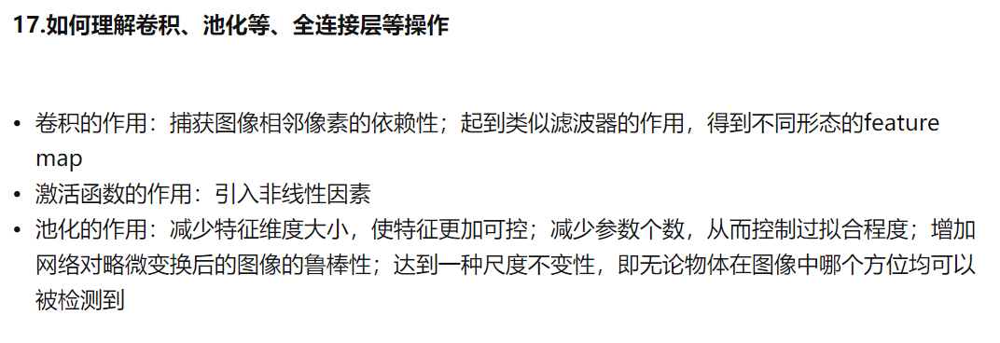 17.如何理解卷积、池化等、全连接层等操作
• 卷积的作用：捕获图像相邻像素的依赖性；起到类似滤波器的作用，得到不同形态的feature
map
• 激活函数的作用：引入非线性因素
• 池化的作用：减少特征维度大小，使特征更加可控；减少参数个数，从而控制过拟合程度；增加
网络对略微变换后的图像的鲁棒性；达到一种尺度不变性，即无论物体在图像中哪个方位均可以
被检测到